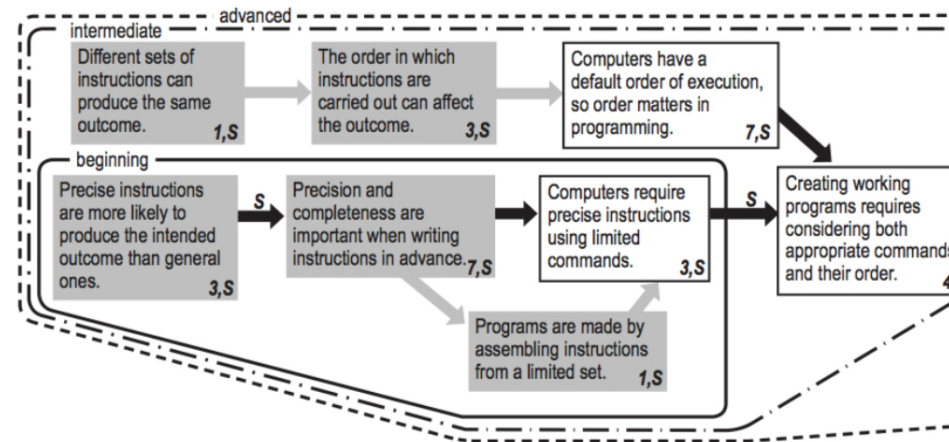 advanced
intermediate
Different sets of
instructions can
produce the same
outcome.
1,S
The order in which
instructions are
carried out can affect
the outcome.
3,S
Computers have a
default order of execution,
so order matters in
programming.
7,S
beginning
Precise instructions
are more likely to
produce the intended
outcome than general
ones.
3,S
S
Precision and
completeness are
important when writing
instructions in advance.
7,S
Computers require
precise instructions
using limited
commands.
3,S
S
Creating working
programs requires
considering both
appropriate commands
and their order.
4
Programs are made by
assembling instructions
from a limited set.
1,S